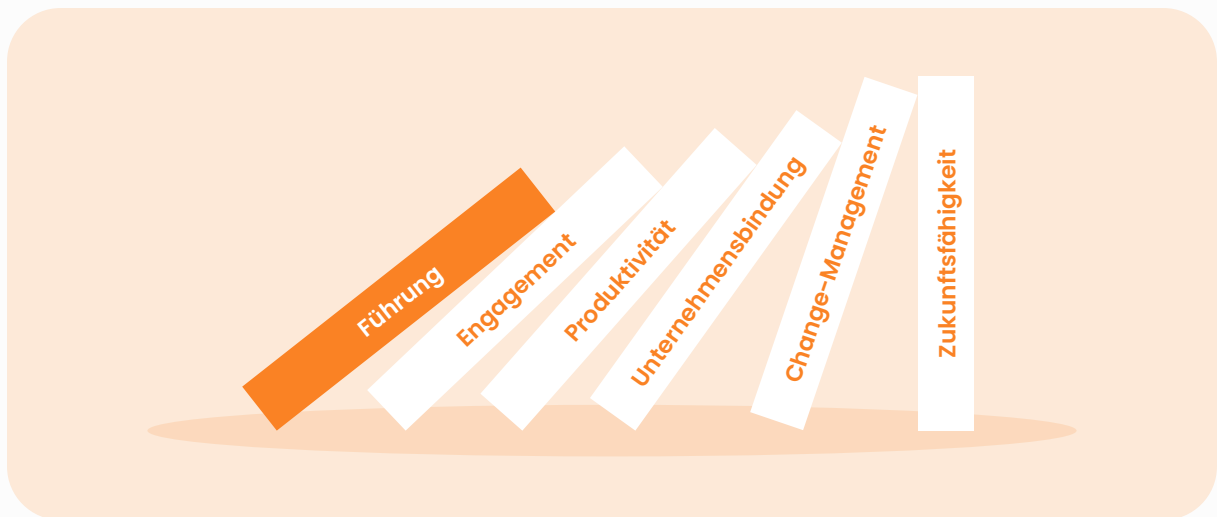 Führung
Engagement
Produktivität
Unternehmensbindung
Change-Management
Zukunftsfähigkeit